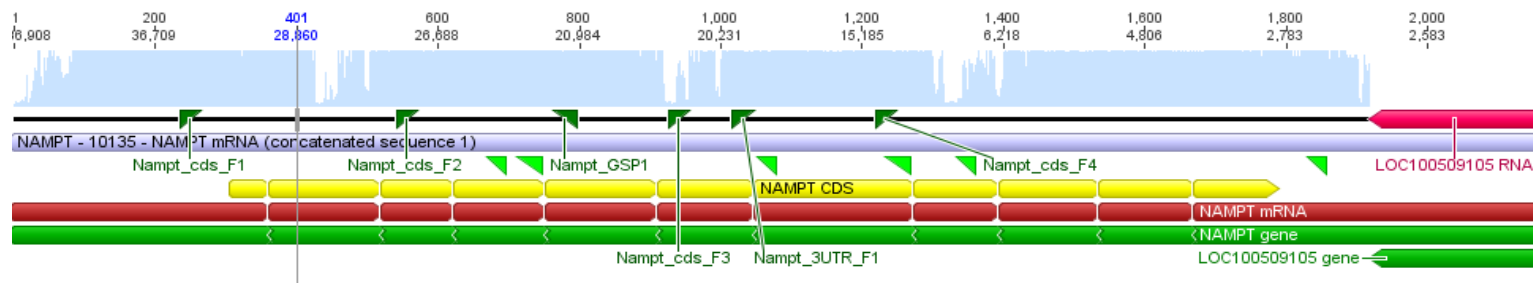 1 200 401 600 800 1,000 1,200 1,400 1,600 1,800 2,000
36,709 28,860 26,688 20,984 20,231 15,185 6,218 4,806 2,783 2,583
NAMPT - 10135 - NAMPT mRNA (concatenated sequence 1)
Nampt_cds_F1 Nampt_cds_F2 Nampt_GSP1 Nampt_cds_F4 LOC100509105 RNA
NAMPT CDS
NAMPT mRNA
NAMPT gene
Nampt_cds_F3 Nampt_3UTR_F1 LOC100509105 gene